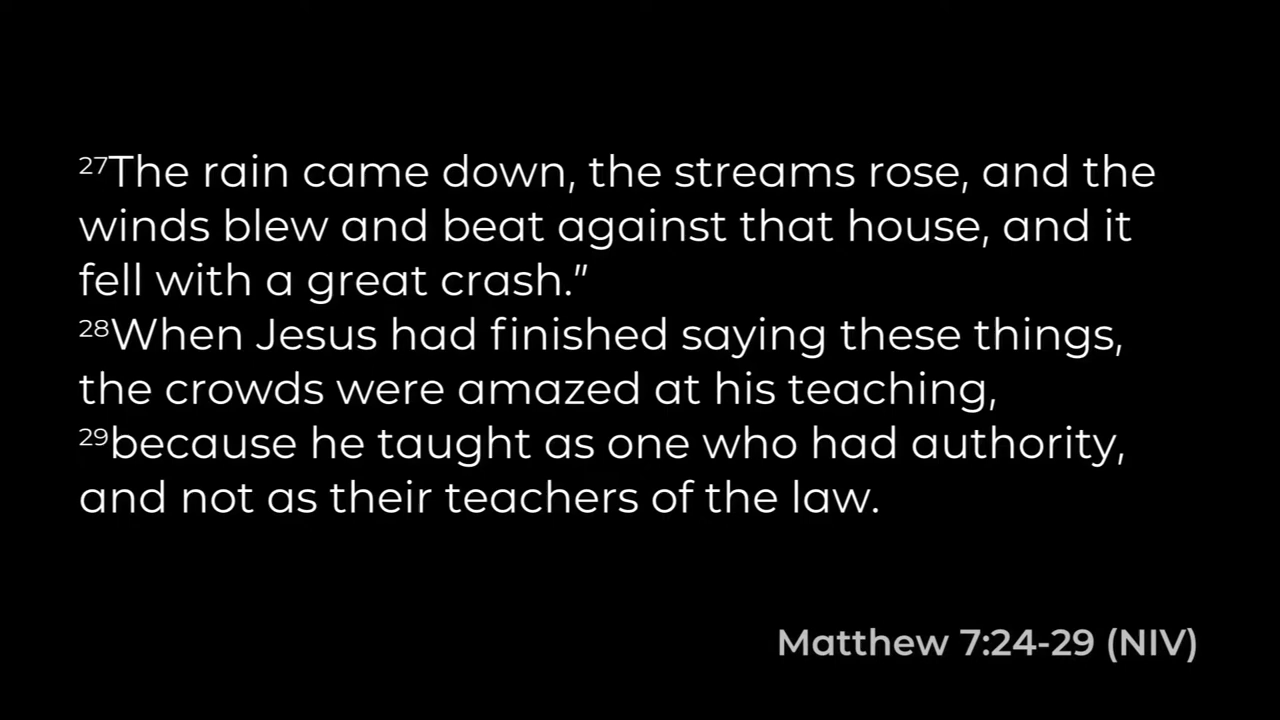 27The rain came down, the streams rose, and the
winds blew and beat against that house, and it
fell with a great crash.”
28When Jesus had finished saying these things,
the crowds were amazed at his teaching,
29because he taught as one who had authority,
and not as their teachers of the law.
Matthew 7:24-29 (NIV)